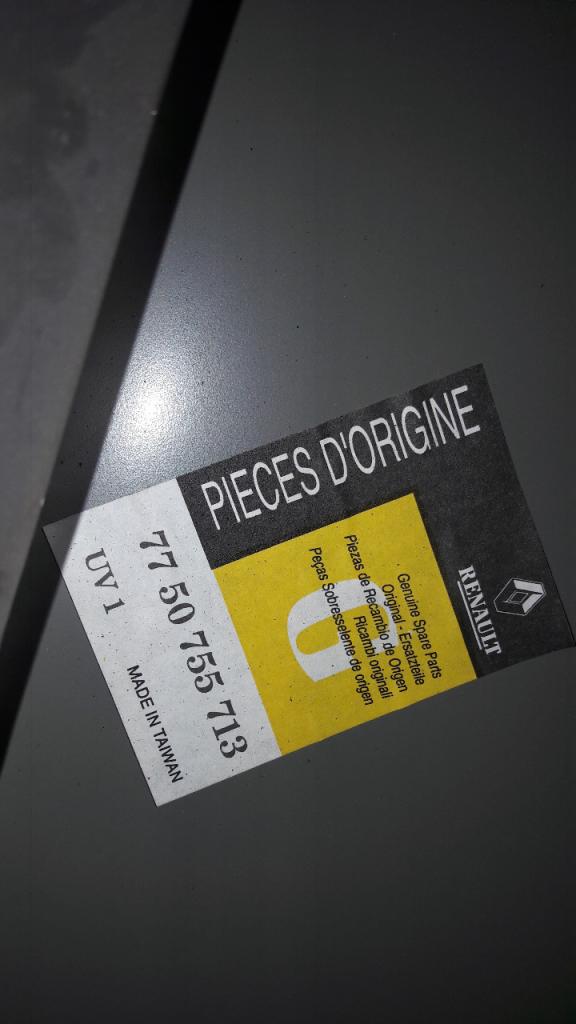 PIECES D'ORIGINE
RENAULT
Genuine Spare Parts
Original - Ersatzteile
Piezas de Recambio de Origen
Ricambi originali
Peças Sobresselente de origen
77 50 755 713
UV 1
MADE IN TAIWAN